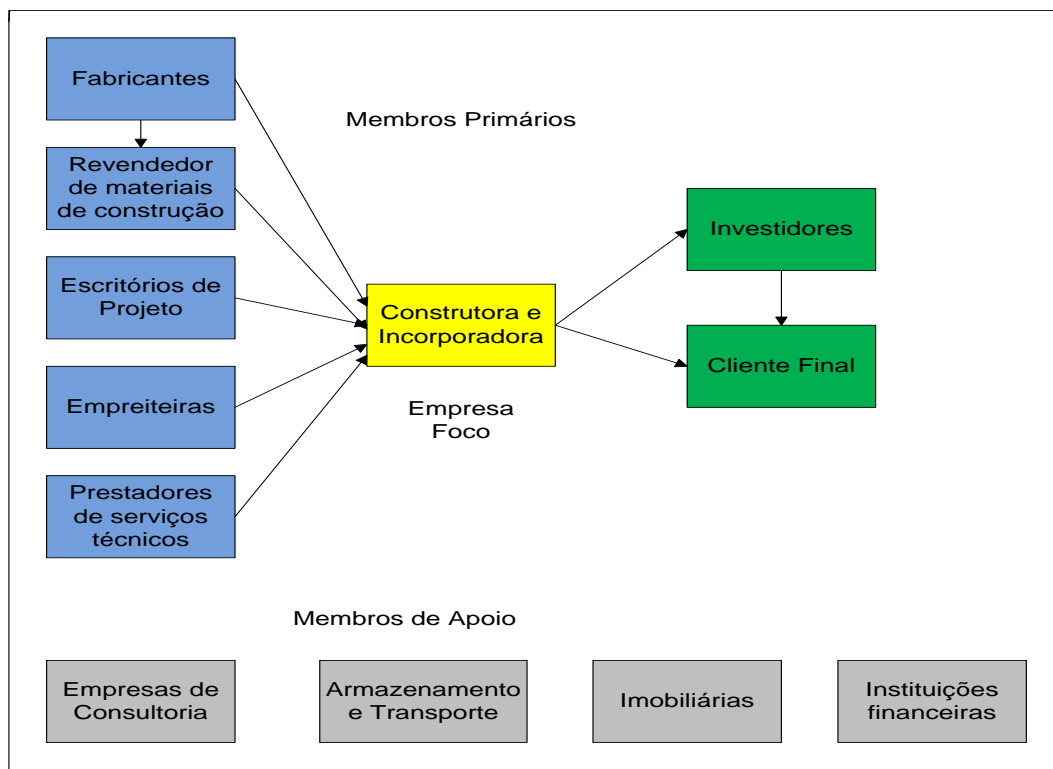 Fabricantes
Membros Primários
Revendedor
de materiais
de construção
Investidores
Escritórios de
Projeto
Construtora e
Incorporadora
Cliente Final
Empreiteiras
Empresa
Foco
Prestadores
de serviços
técnicos
Membros de Apoio
Empresas de
Consultoria
Armazenamento
e Transporte
Imobiliárias
Instituições
financeiras